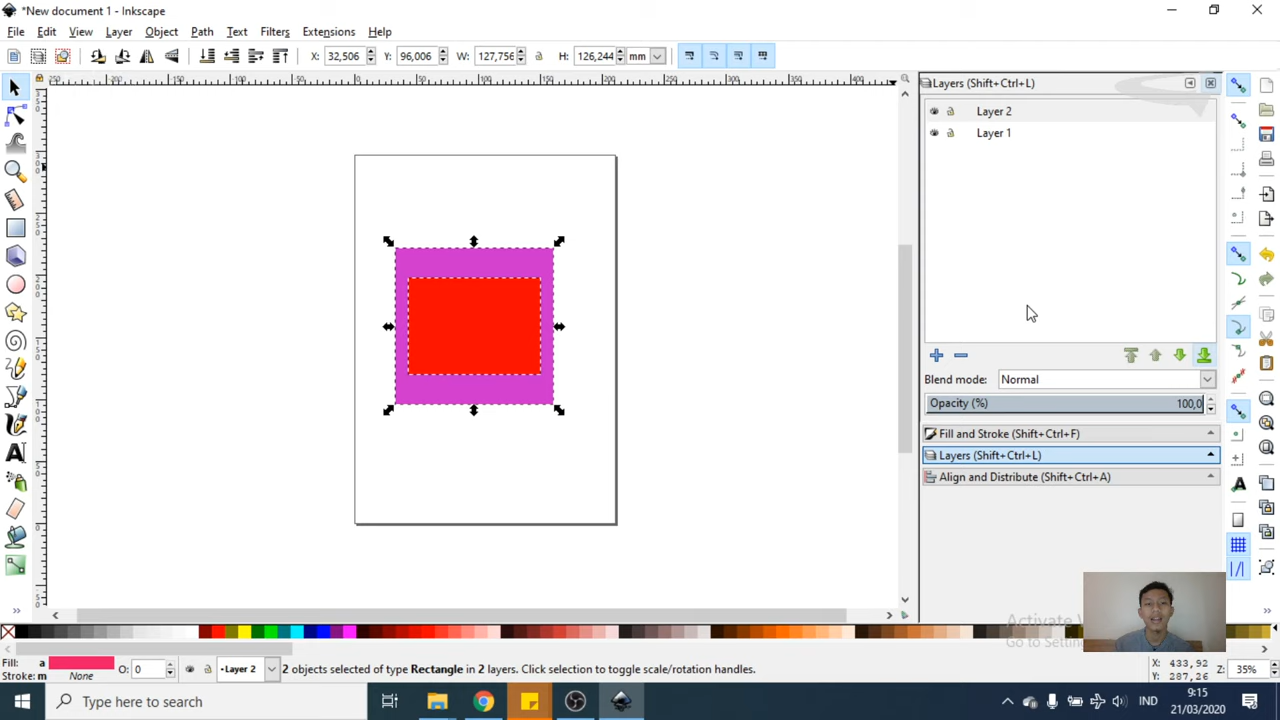 *New document 1 - Inkscape
File Edit View Layer Object Path Text Filters Extensions Help
X: 32,506 Y: 96,006 W: 127,756 H: 126,244 mm
Layers (Shift+Ctrl+L)
Layer 2
Layer 1
Blend mode: Normal
Opacity (%) 100,0
Fill and Stroke (Shift+Ctrl+F)
Layers (Shift+Ctrl+L)
Align and Distribute (Shift+Ctrl+A)
Activate
Go to Settin
Fill: a O: 0 •Layer 2 2 objects selected of type Rectangle in 2 layers. Click selection to toggle scale/rotation handles. X: 433,92 Z: 35%
Stroke: m None Y: 287,26
Type here to search IND 9:15
21/03/2020